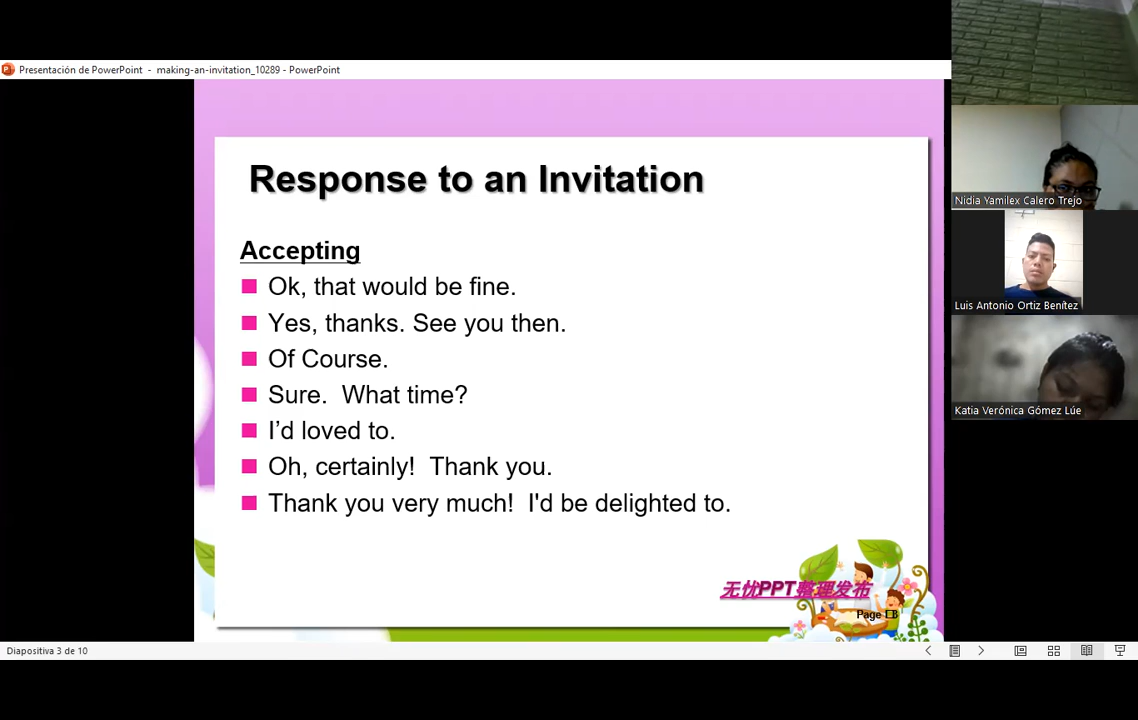 Presentación de PowerPoint - making-an-invitation_10289 - PowerPoint
Response to an Invitation
Accepting
Ok, that would be fine.
Yes, thanks. See you then.
Of Course.
Sure. What time?
I’d loved to.
Oh, certainly! Thank you.
Thank you very much! I'd be delighted to.
无忧PPT整理发布
Page
Diapositiva 3 de 10
Nidia Yamilex Calero Trejo
Luis Antonio Ortiz Benítez
Katia Verónica Gómez Lúe